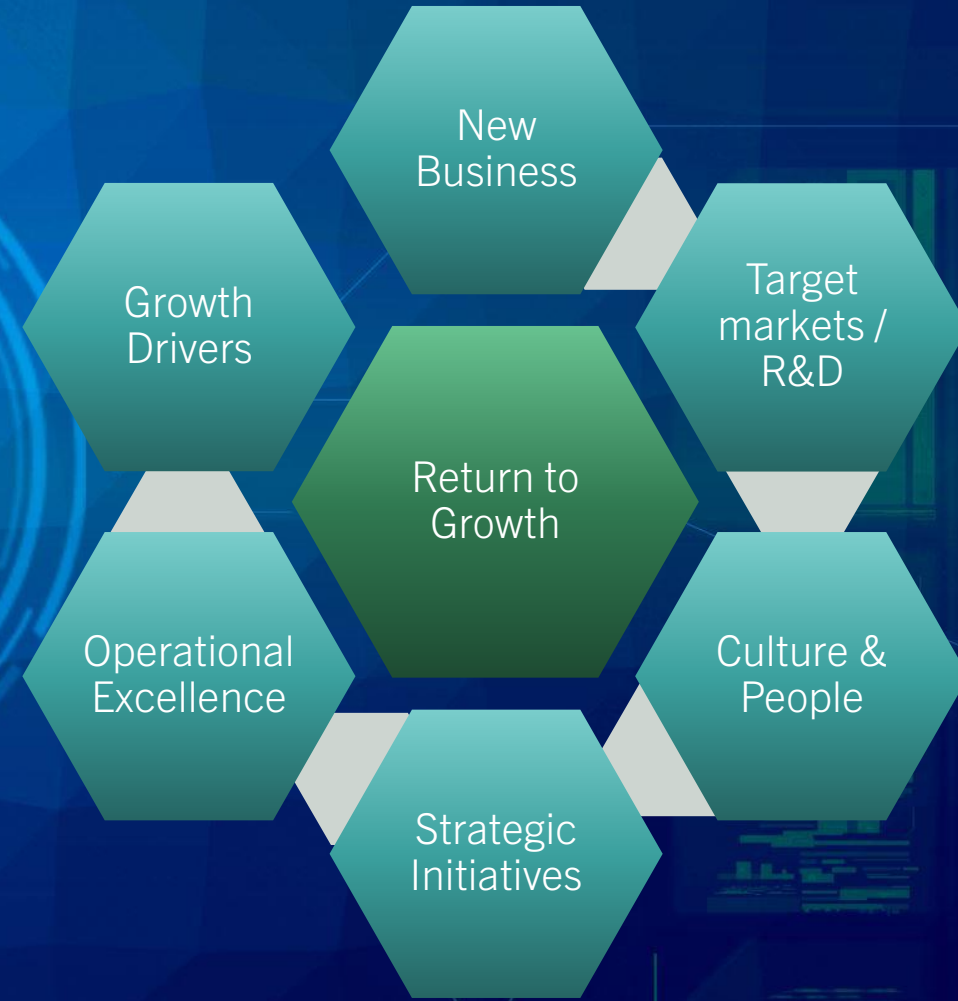 New
Business
Target
markets /
R&D
Growth
Drivers
Return to
Growth
Culture &
People
Operational
Excellence
Strategic
Initiatives